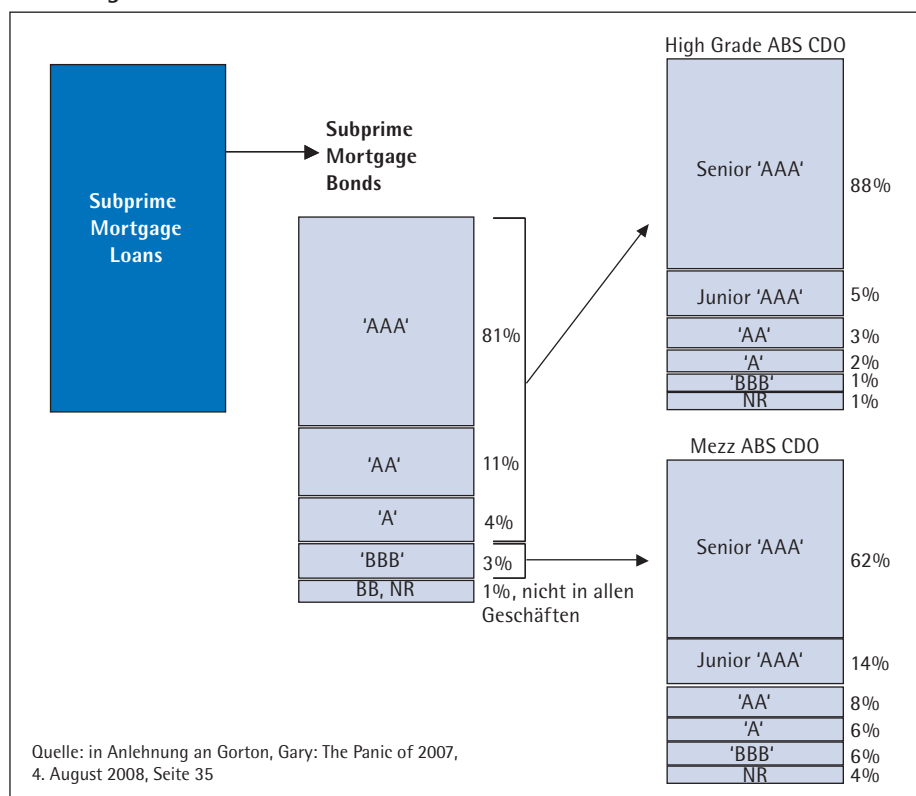 Subprime
Mortgage
Loans
Subprime
Mortgage
Bonds
'AAA'
81%
'AA'
11%
'A'
4%
'BBB'
3%
BB, NR
1%, nicht in allen
Geschäften
High Grade ABS CDO
Senior 'AAA'
88%
Junior 'AAA'
5%
'AA'
3%
'A'
2%
'BBB'
1%
NR
1%
Mezz ABS CDO
Senior 'AAA'
62%
Junior 'AAA'
14%
'AA'
8%
'A'
6%
'BBB'
6%
NR
4%
Quelle: in Anlehnung an Gorton, Gary: The Panic of 2007,
4. August 2008, Seite 35